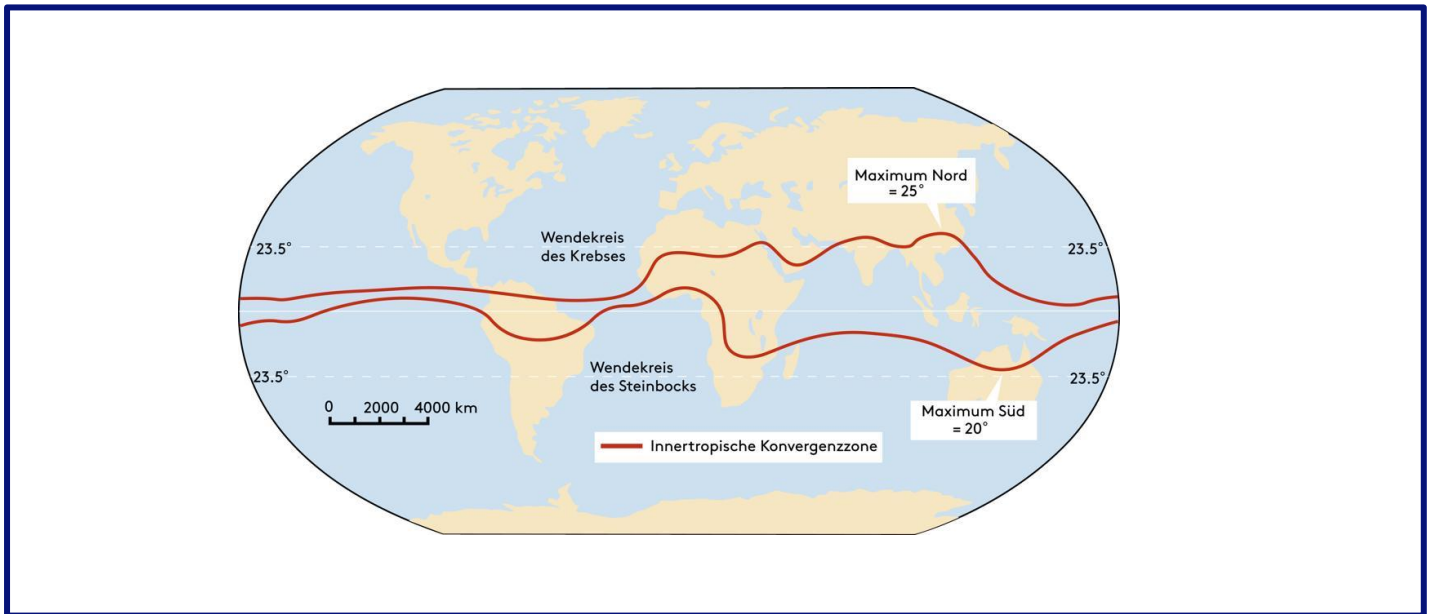 Maximum Nord
= 25°
Wendekreis
des Krebses
23.5°
23.5°
Wendekreis
des Steinbocks
23.5°
23.5°
0 2000 4000 km
Maximum Süd
= 20°
Innertropische Konvergenzzone